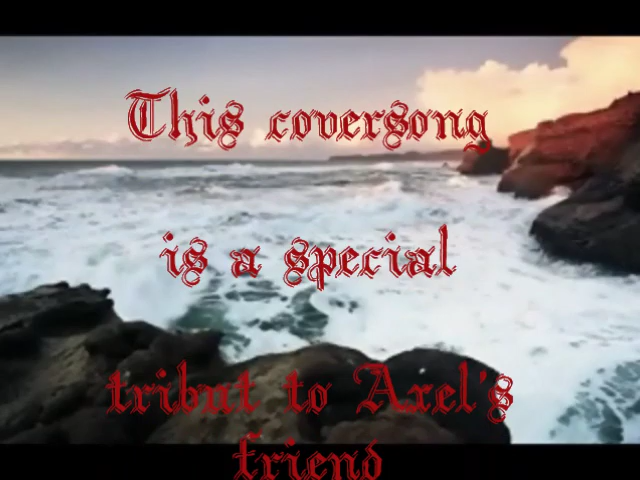 This coversong
is a special
tribut to Axel's
friend